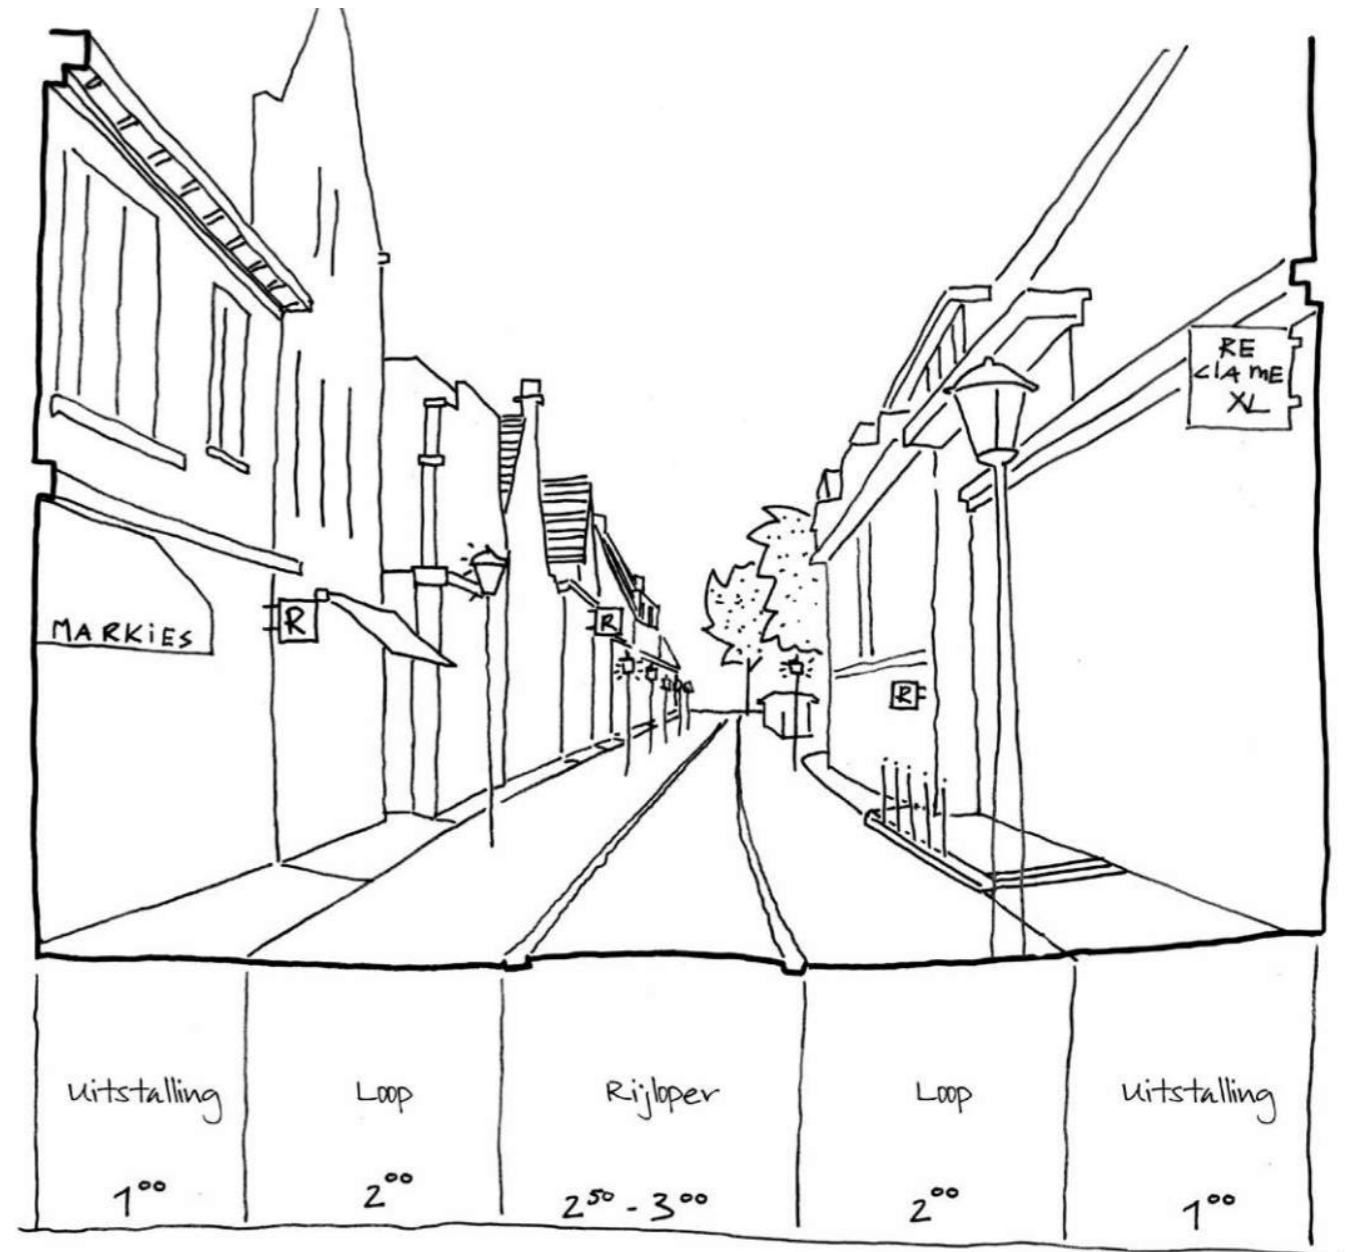 RE
clAmE
XL
MARKiES
R
R
R
uitstalling
Loop
Rijloper
Loop
uitstalling
1⁰⁰
2⁰⁰
2⁵⁰ - 3⁰⁰
2⁰⁰
1⁰⁰